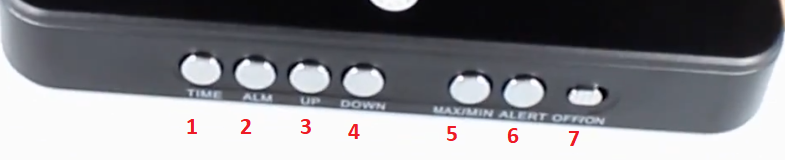 TIME ALM UP DOWN MAX/MIN ALERT OFF/ON
1 2 3 4 5 6 7